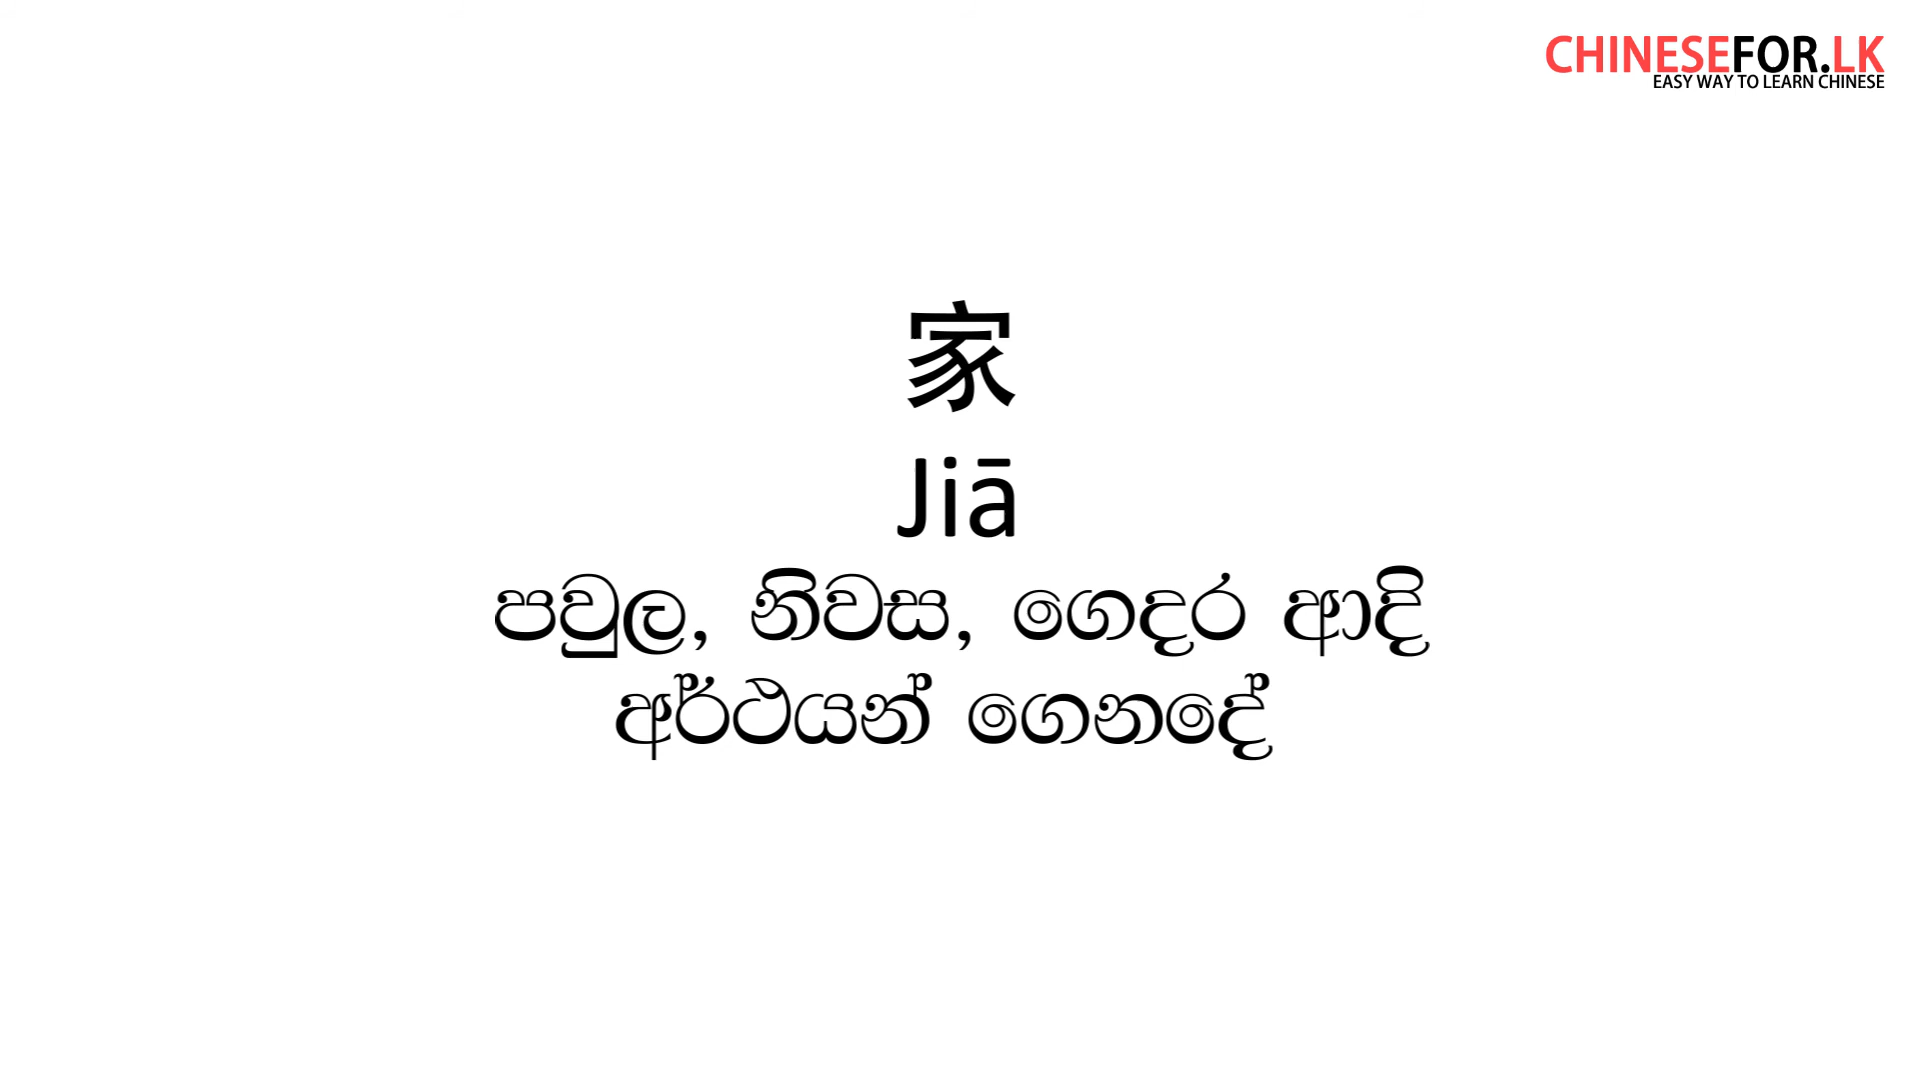 CHINESEFOR.LK
EASY WAY TO LEARN CHINESE
家
Jiā
පවුල, නිවස, ගෙදර ආදි
අර්ථයන් ගෙනදේ